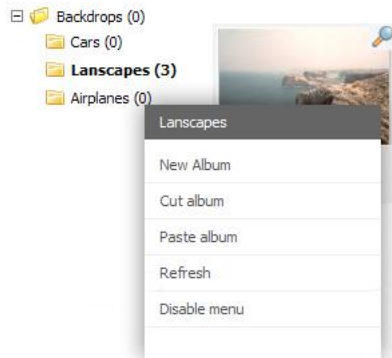 Backdrops (0)
Cars (0)
Lanscapes (3)
Airplanes (0)
Lanscapes
New Album
Cut album
Paste album
Refresh
Disable menu